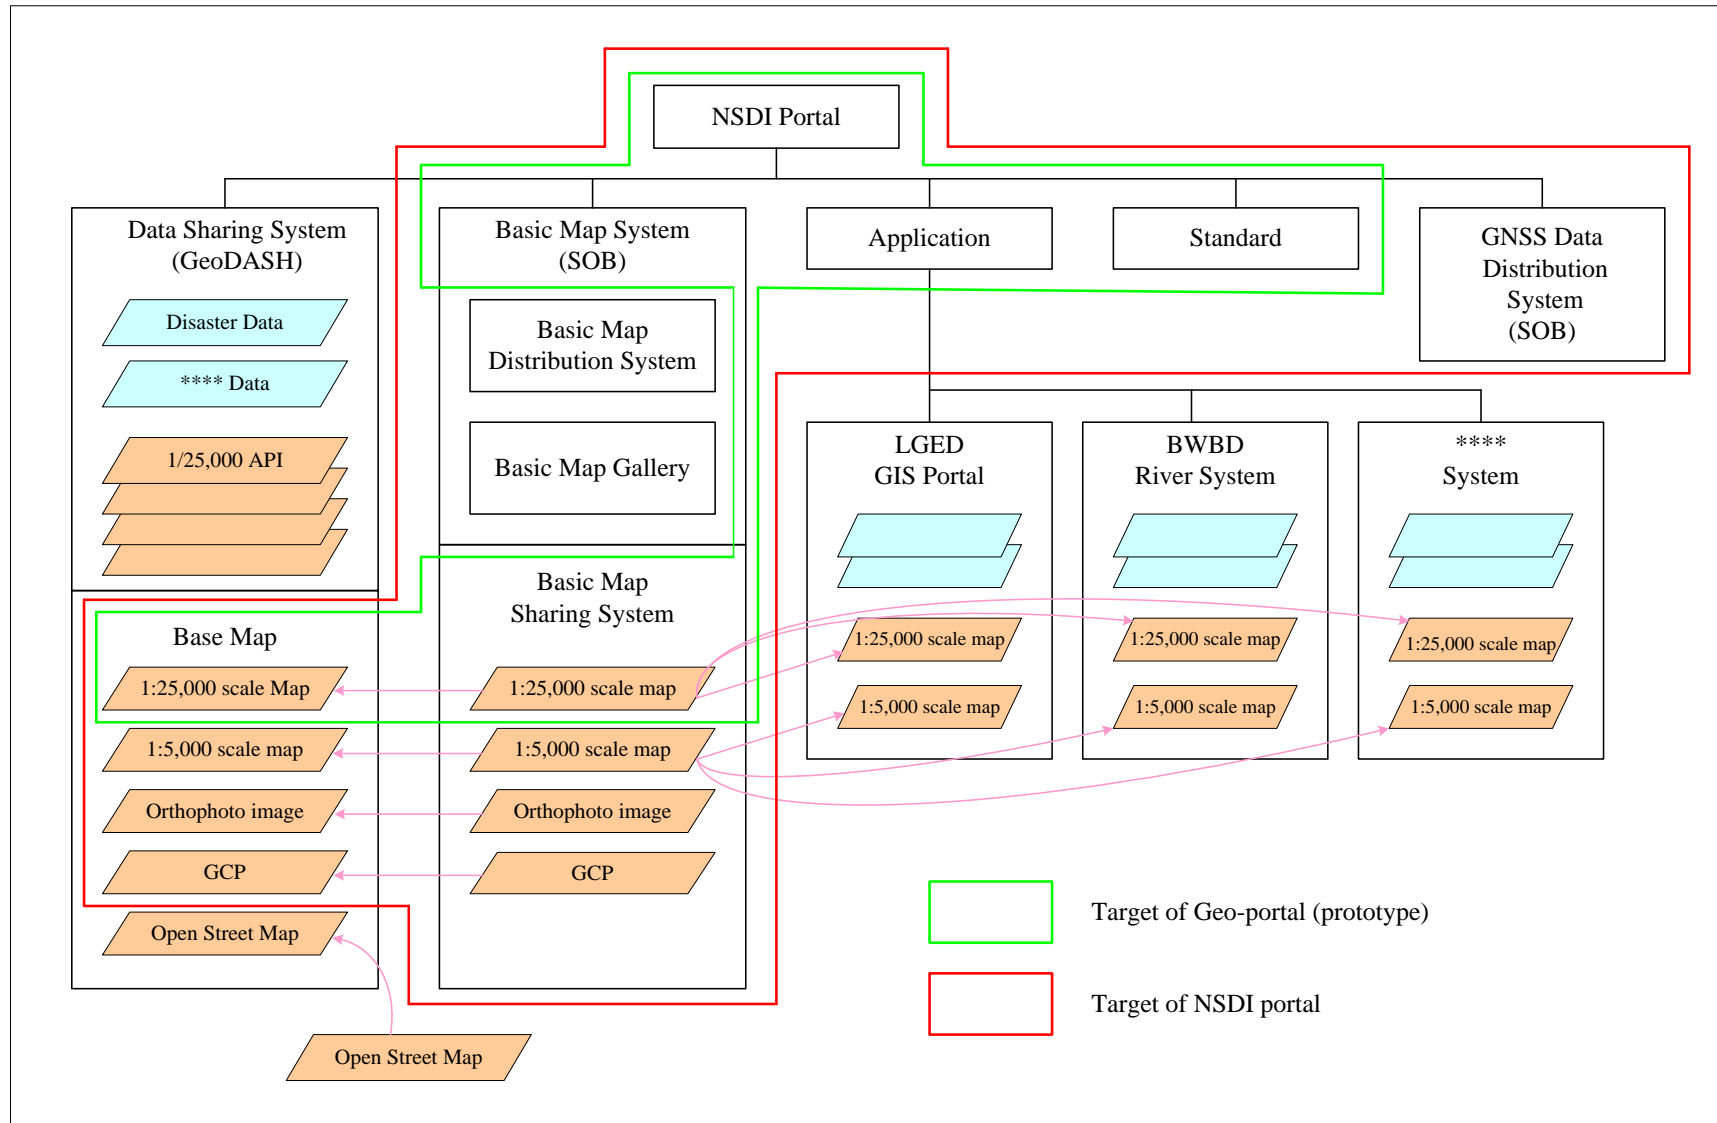 NSDI Portal
Data Sharing System
(GeoDASH)
Disaster Data
**** Data
1/25,000 API
Base Map
1:25,000 scale Map
1:5,000 scale map
Orthophoto image
GCP
Open Street Map
Open Street Map
Basic Map System
(SOB)
Basic Map
Distribution System
Basic Map Gallery
Basic Map
Sharing System
1:25,000 scale map
1:5,000 scale map
Orthophoto image
GCP
Application
LGED
GIS Portal
1:25,000 scale map
1:5,000 scale map
BWBD
River System
1:25,000 scale map
1:5,000 scale map
****
System
1:25,000 scale map
1:5,000 scale map
Standard
GNSS Data
Distribution
System
(SOB)
Target of Geo-portal (prototype)
Target of NSDI portal